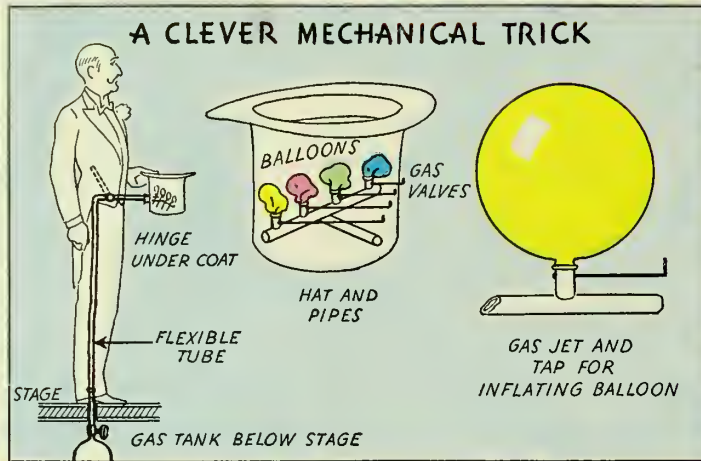 A CLEVER MECHANICAL TRICK
BALLOONS
GAS
VALVES
HINGE
UNDER COAT
HAT AND
PIPES
FLEXIBLE
TUBE
GAS JET AND
TAP FOR
INFLATING BALLOON
STAGE
GAS TANK BELOW STAGE